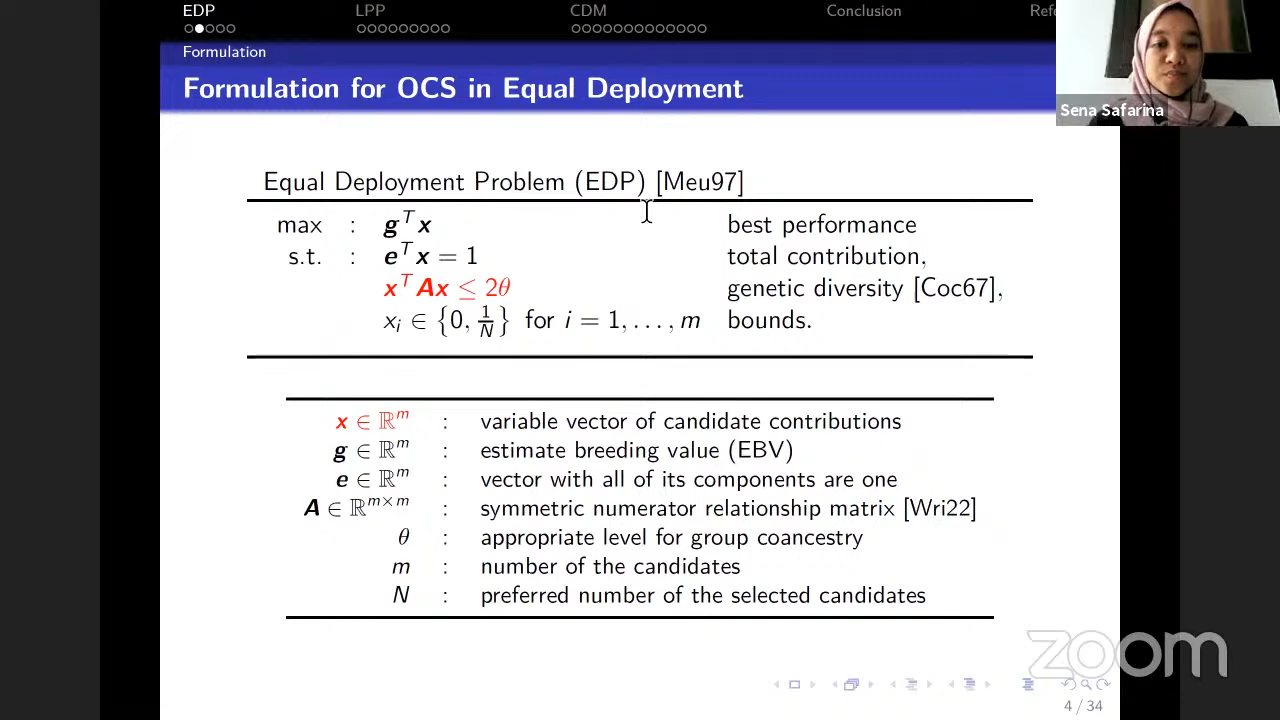 EDP LPP CDM Conclusion Refe
Formulation
Formulation for OCS in Equal Deployment
Sena Safarina
Equal Deployment Problem (EDP) [Meu97]
max : gᵀx best performance
s.t. : eᵀx = 1 total contribution,
xᵀAx ≤ 2θ genetic diversity [Coc67],
xᵢ ∈ {0, 1/N} for i = 1, . . . , m bounds.
x ∈ ℝᵐ : variable vector of candidate contributions
g ∈ ℝᵐ : estimate breeding value (EBV)
e ∈ ℝᵐ : vector with all of its components are one
A ∈ ℝᵐˣᵐ : symmetric numerator relationship matrix [Wri22]
θ : appropriate level for group coancestry
m : number of the candidates
N : preferred number of the selected candidates
zoom
4 / 34